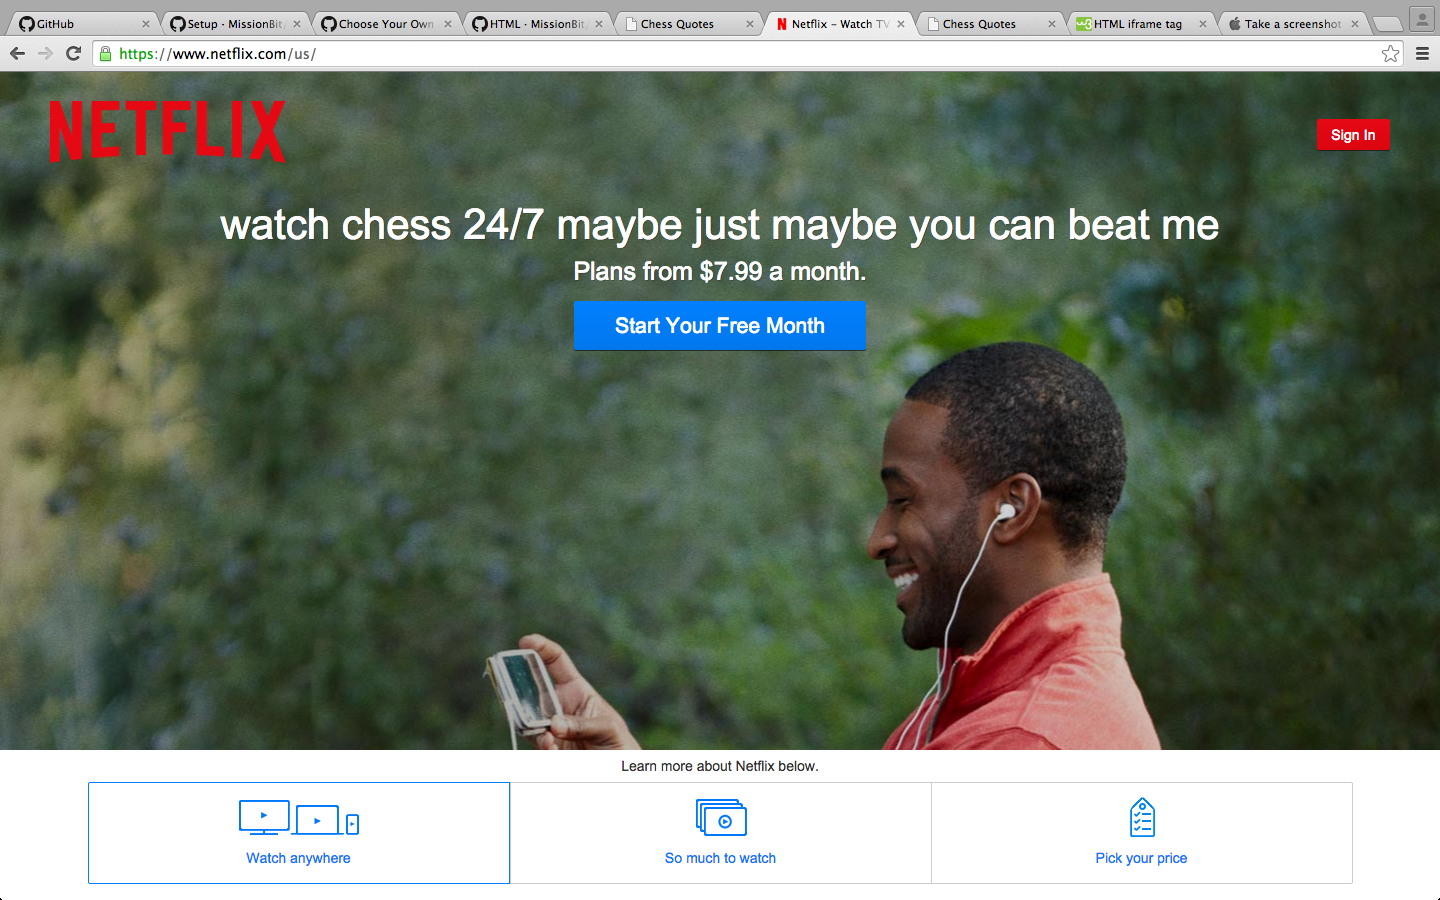 GitHub
Setup · MissionBit/
Choose Your Own
HTML · MissionBit/
Chess Quotes
Netflix - Watch TV
Chess Quotes
w3 HTML iframe tag
Take a screenshot
https://www.netflix.com/us/
NETFLIX
Sign In
watch chess 24/7 maybe just maybe you can beat me
Plans from $7.99 a month.
Start Your Free Month
Learn more about Netflix below.
Watch anywhere
So much to watch
Pick your price